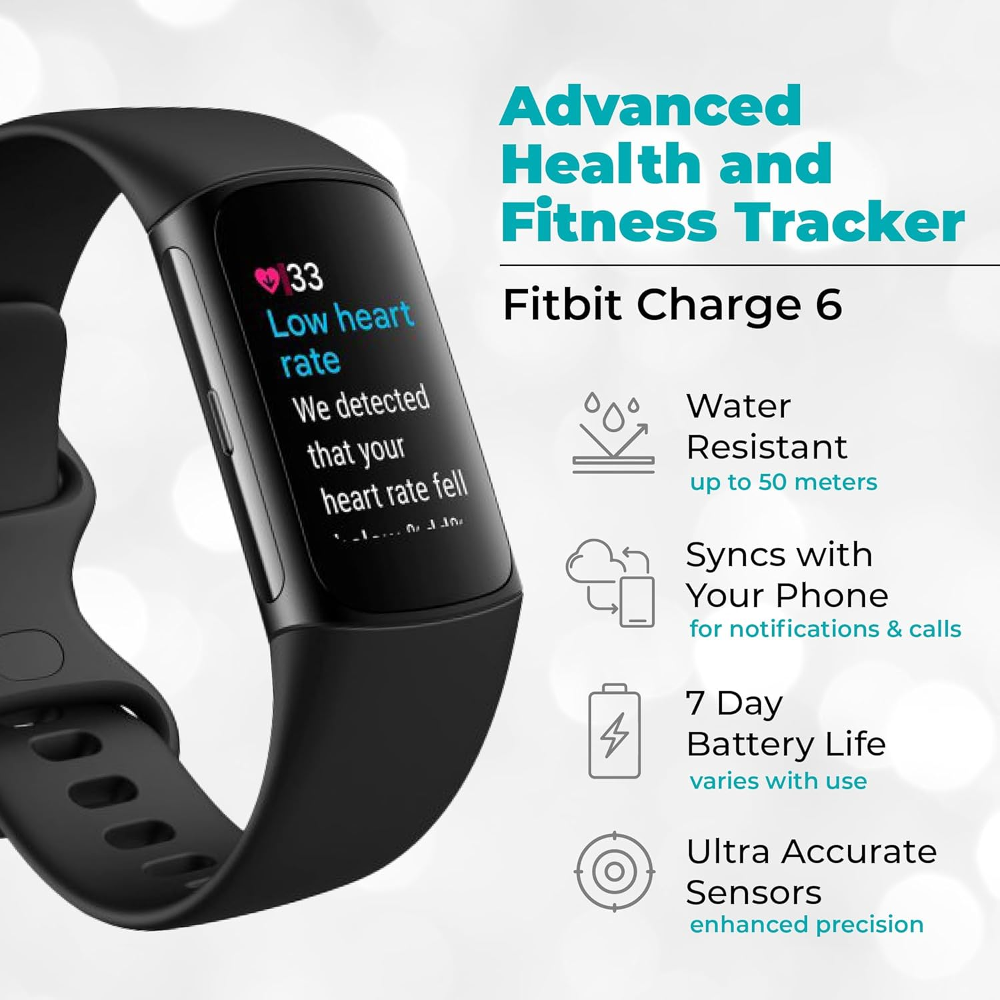 Advanced
Health and
Fitness Tracker
Fitbit Charge 6
33
Low heart
rate
We detected
that your
heart rate fell
Water
Resistant
up to 50 meters
Syncs with
Your Phone
for notifications & calls
7 Day
Battery Life
varies with use
Ultra Accurate
Sensors
enhanced precision